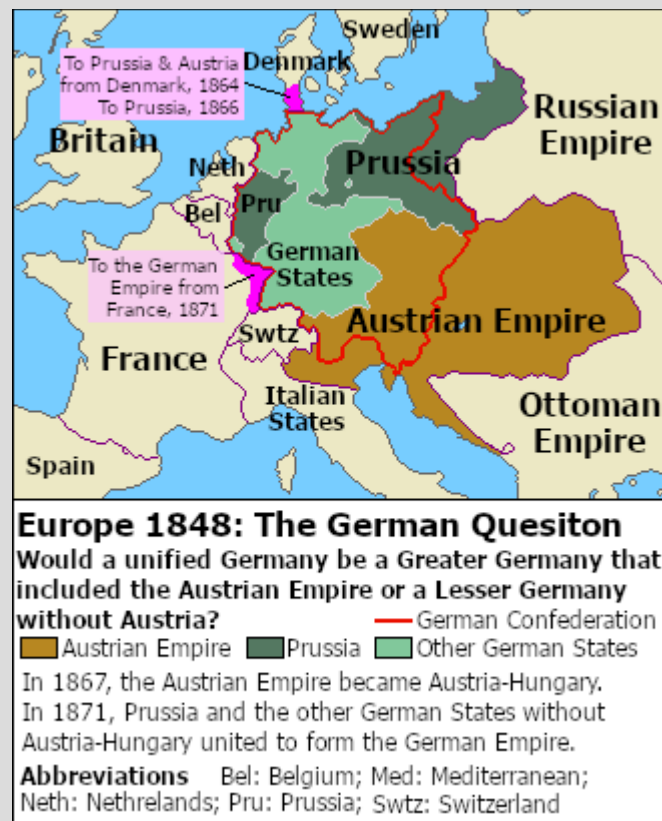 Sweden
To Prussia & Austria
from Denmark, 1864
To Prussia, 1866
Denmark
Russian
Empire
Britain
Neth
Prussia
Bel
Pru
German
States
To the German
Empire from
France, 1871
Austrian Empire
Swtz
France
Italian
States
Ottoman
Empire
Spain
Europe 1848: The German Quesiton
Would a unified Germany be a Greater Germany that
included the Austrian Empire or a Lesser Germany
without Austria?
German Confederation
Austrian Empire
Prussia
Other German States
In 1867, the Austrian Empire became Austria-Hungary.
In 1871, Prussia and the other German States without
Austria-Hungary united to form the German Empire.
Abbreviations Bel: Belgium; Med: Mediterranean;
Neth: Nethrelands; Pru: Prussia; Swtz: Switzerland